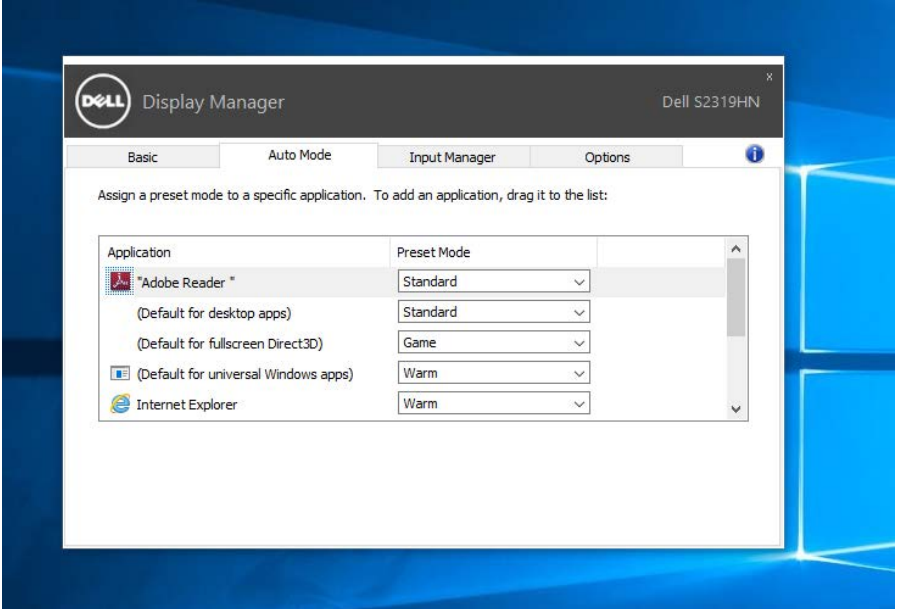 DELL Display Manager
x
Dell S2319HN
Basic Auto Mode Input Manager Options
Assign a preset mode to a specific application. To add an application, drag it to the list:
Application Preset Mode
"Adobe Reader " Standard
(Default for desktop apps) Standard
(Default for fullscreen Direct3D) Game
(Default for universal Windows apps) Warm
Internet Explorer Warm